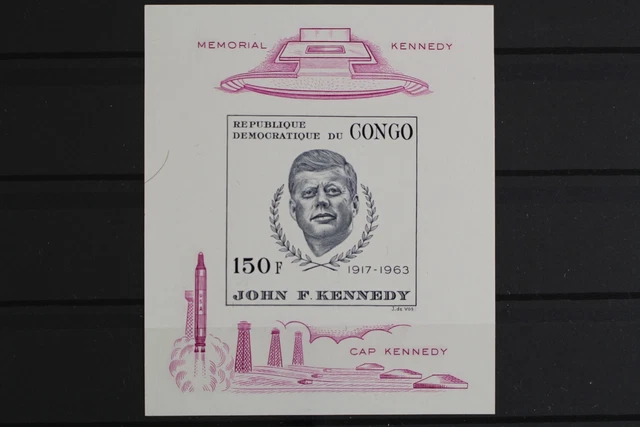 MEMORIAL KENNEDY
REPUBLIQUE
DEMOCRATIQUE DU CONGO
150F
1917-1963
JOHN F. KENNEDY
CAP KENNEDY